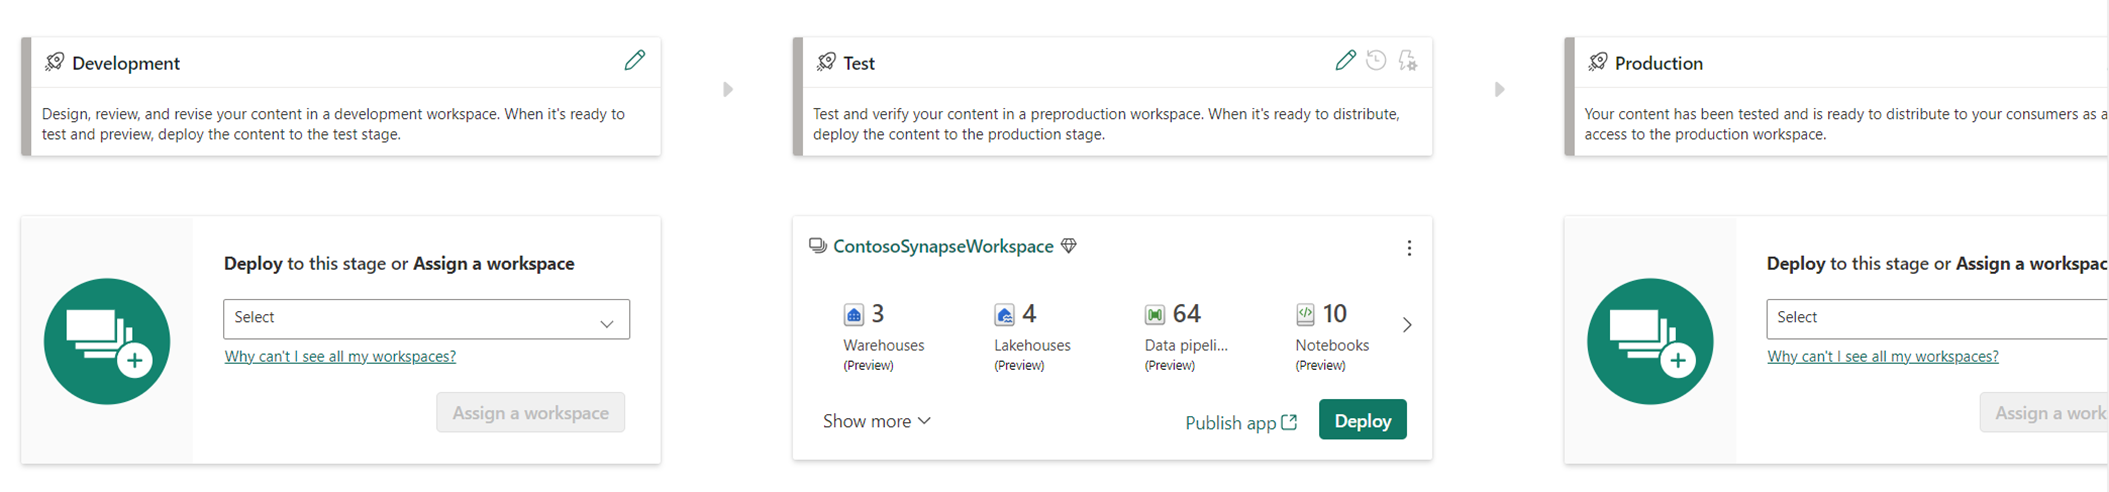 Development
Design, review, and revise your content in a development workspace. When it's ready to
test and preview, deploy the content to the test stage.
Deploy to this stage or Assign a workspace
Select
Why can't I see all my workspaces?
Assign a workspace
Test
Test and verify your content in a preproduction workspace. When it's ready to distribute,
deploy the content to the production stage.
ContosoSynapseWorkspace
3
Warehouses
(Preview)
4
Lakehouses
(Preview)
64
Data pipeli...
(Preview)
10
Notebooks
(Preview)
Show more
Publish app
Deploy
Production
Your content has been tested and is ready to distribute to your consumers as a
access to the production workspace.
Deploy to this stage or Assign a workspac
Select
Why can't I see all my workspaces?
Assign a work